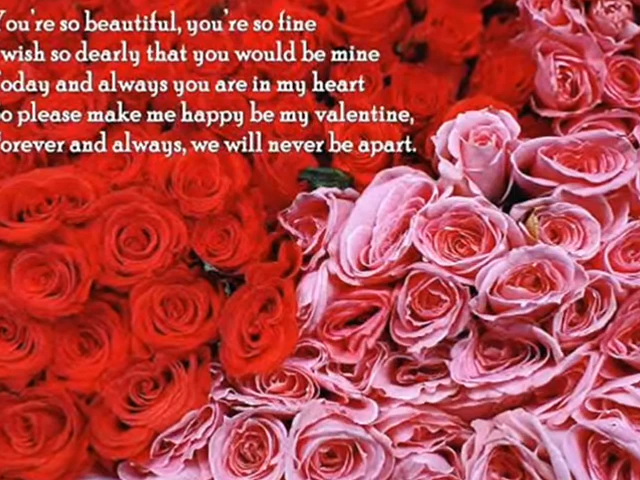 You're so beautiful, you're so fine
wish so dearly that you would be mine
oday and always you are in my heart
o please make me happy be my valentine,
orever and always, we will never be apart.